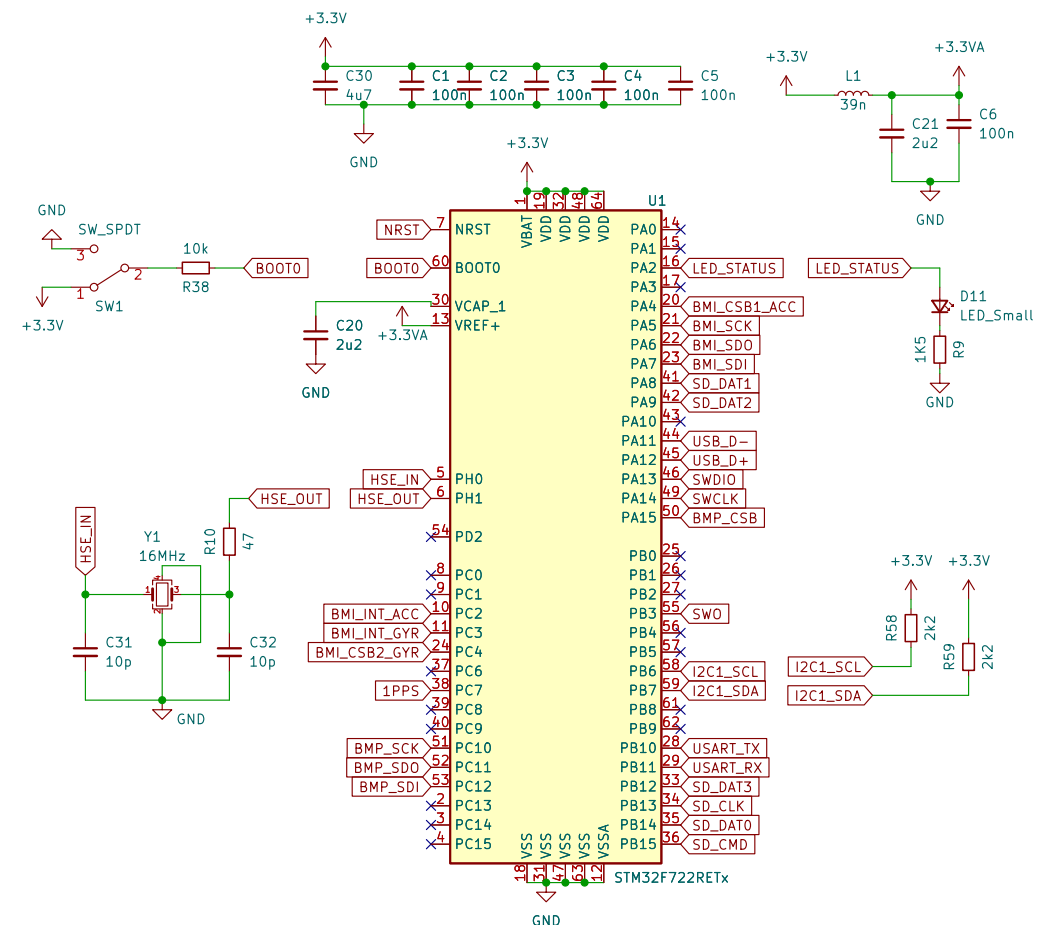 +3.3V
C30
4u7
C1
100n
C2
100n
C3
100n
C4
100n
C5
100n
GND
+3.3V
L1
39n
+3.3VA
C21
2u2
C6
100n
GND
GND
SW_SPDT
3
2
1
SW1
+3.3V
10k
R38
BOOT0
+3.3V
1
19
32
48
64
VBAT
VDD
VDD
VDD
VDD
U1
NRST 7 NRST
BOOT0 60 BOOT0
30 VCAP_1
13 VREF+
+3.3VA
C20
2u2
GND
HSE_IN 5 PH0
HSE_OUT 6 PH1
54 PD2
8 PC0
9 PC1
BMI_INT_ACC 10 PC2
BMI_INT_GYR 11 PC3
BMI_CSB2_GYR 24 PC4
37 PC6
1PPS 38 PC7
39 PC8
40 PC9
BMP_SCK 51 PC10
BMP_SDO 52 PC11
BMP_SDI 53 PC12
2 PC13
3 PC14
4 PC15
PA0 14
PA1 15
PA2 16 LED_STATUS
PA3 17
PA4 20 BMI_CSB1_ACC
PA5 21 BMI_SCK
PA6 22 BMI_SDO
PA7 23 BMI_SDI
PA8 41 SD_DAT1
PA9 42 SD_DAT2
PA10 43
PA11 44 USB_D-
PA12 45 USB_D+
PA13 46 SWDIO
PA14 49 SWCLK
PA15 50 BMP_CSB
PB0 25
PB1 26
PB2 27
PB3 55 SWO
PB4 56
PB5 57
PB6 58 I2C1_SCL
PB7 59 I2C1_SDA
PB8 61
PB9 62
PB10 28 USART_TX
PB11 29 USART_RX
PB12 33 SD_DAT3
PB13 34 SD_CLK
PB14 35 SD_DAT0
PB15 36 SD_CMD
VSS
VSS
VSS
VSS
VSSA
18
31
47
63
12
STM32F722RETx
GND
LED_STATUS
D11
LED_Small
1K5
R9
GND
HSE_OUT
HSE_IN
R10
47
Y1
16MHz
4
1
3
2
C31
10p
C32
10p
GND
+3.3V
+3.3V
R58
2k2
R59
2k2
I2C1_SCL
I2C1_SDA